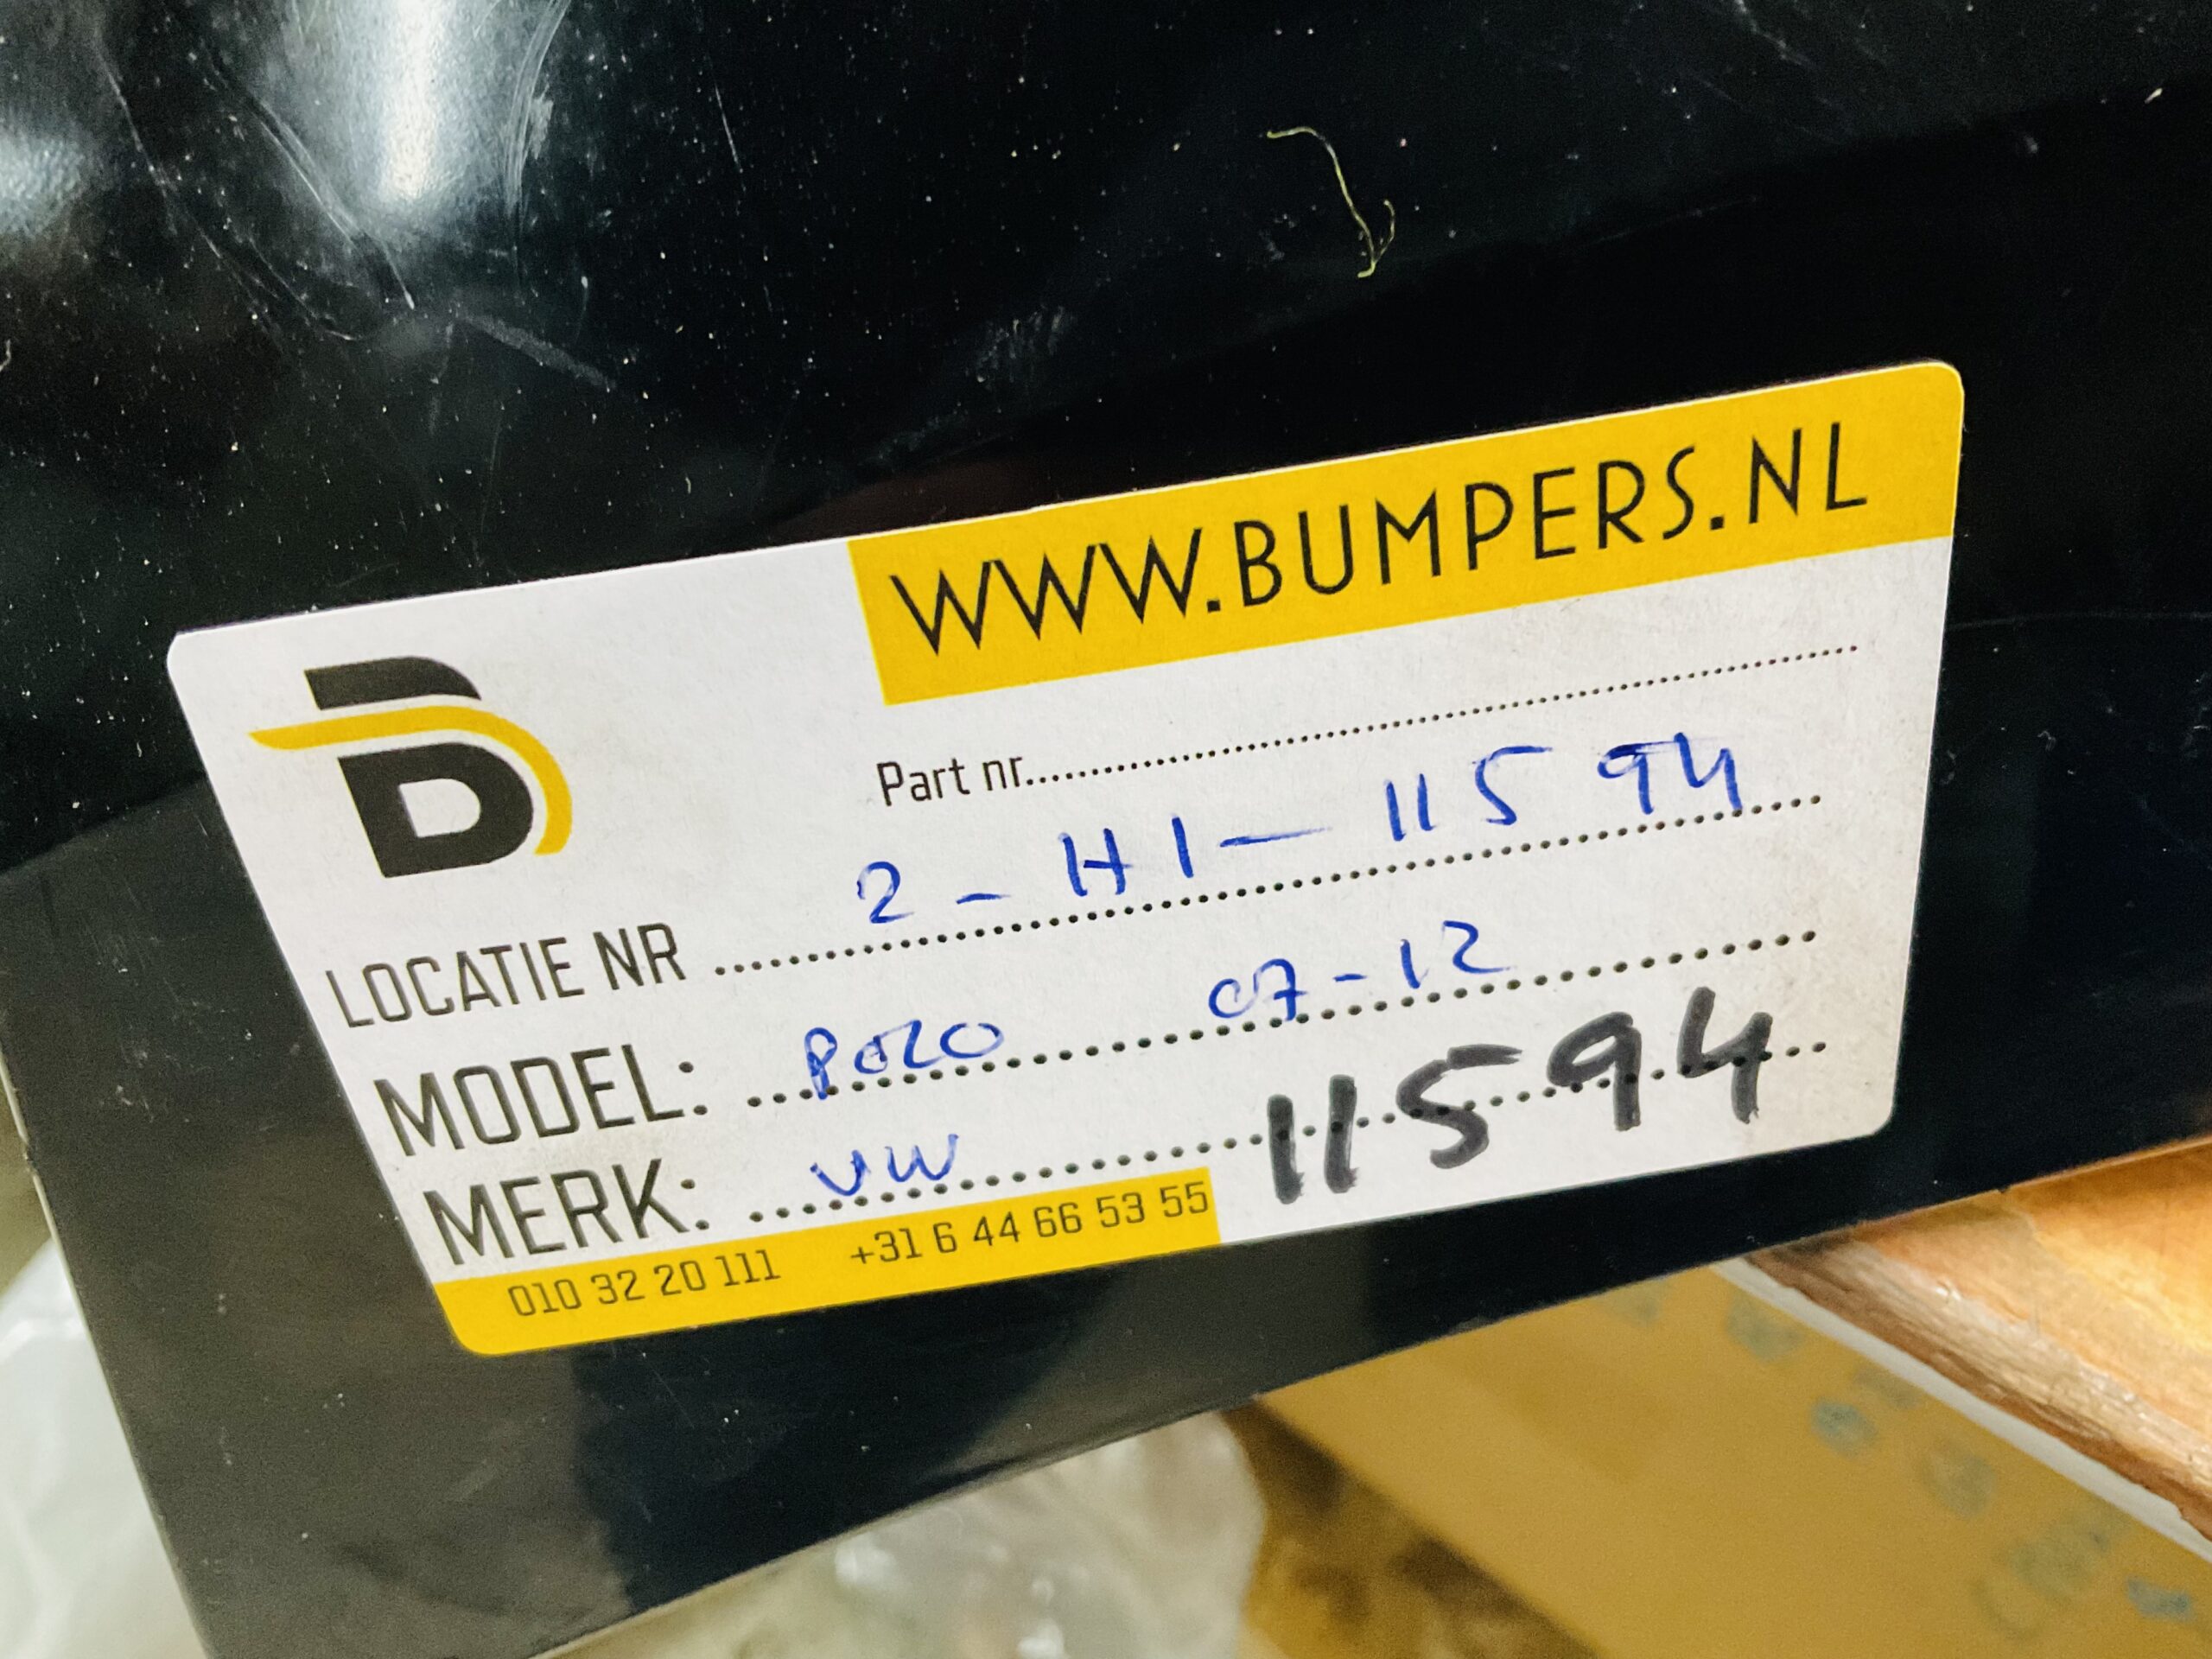 WWW.BUMPERS.NL
Part nr..............................
LOCATIE NR 2 - H1 - 11594
MODEL: POLO 07-12
MERK: VW 11594
010 32 20 111 +31 6 44 66 53 55